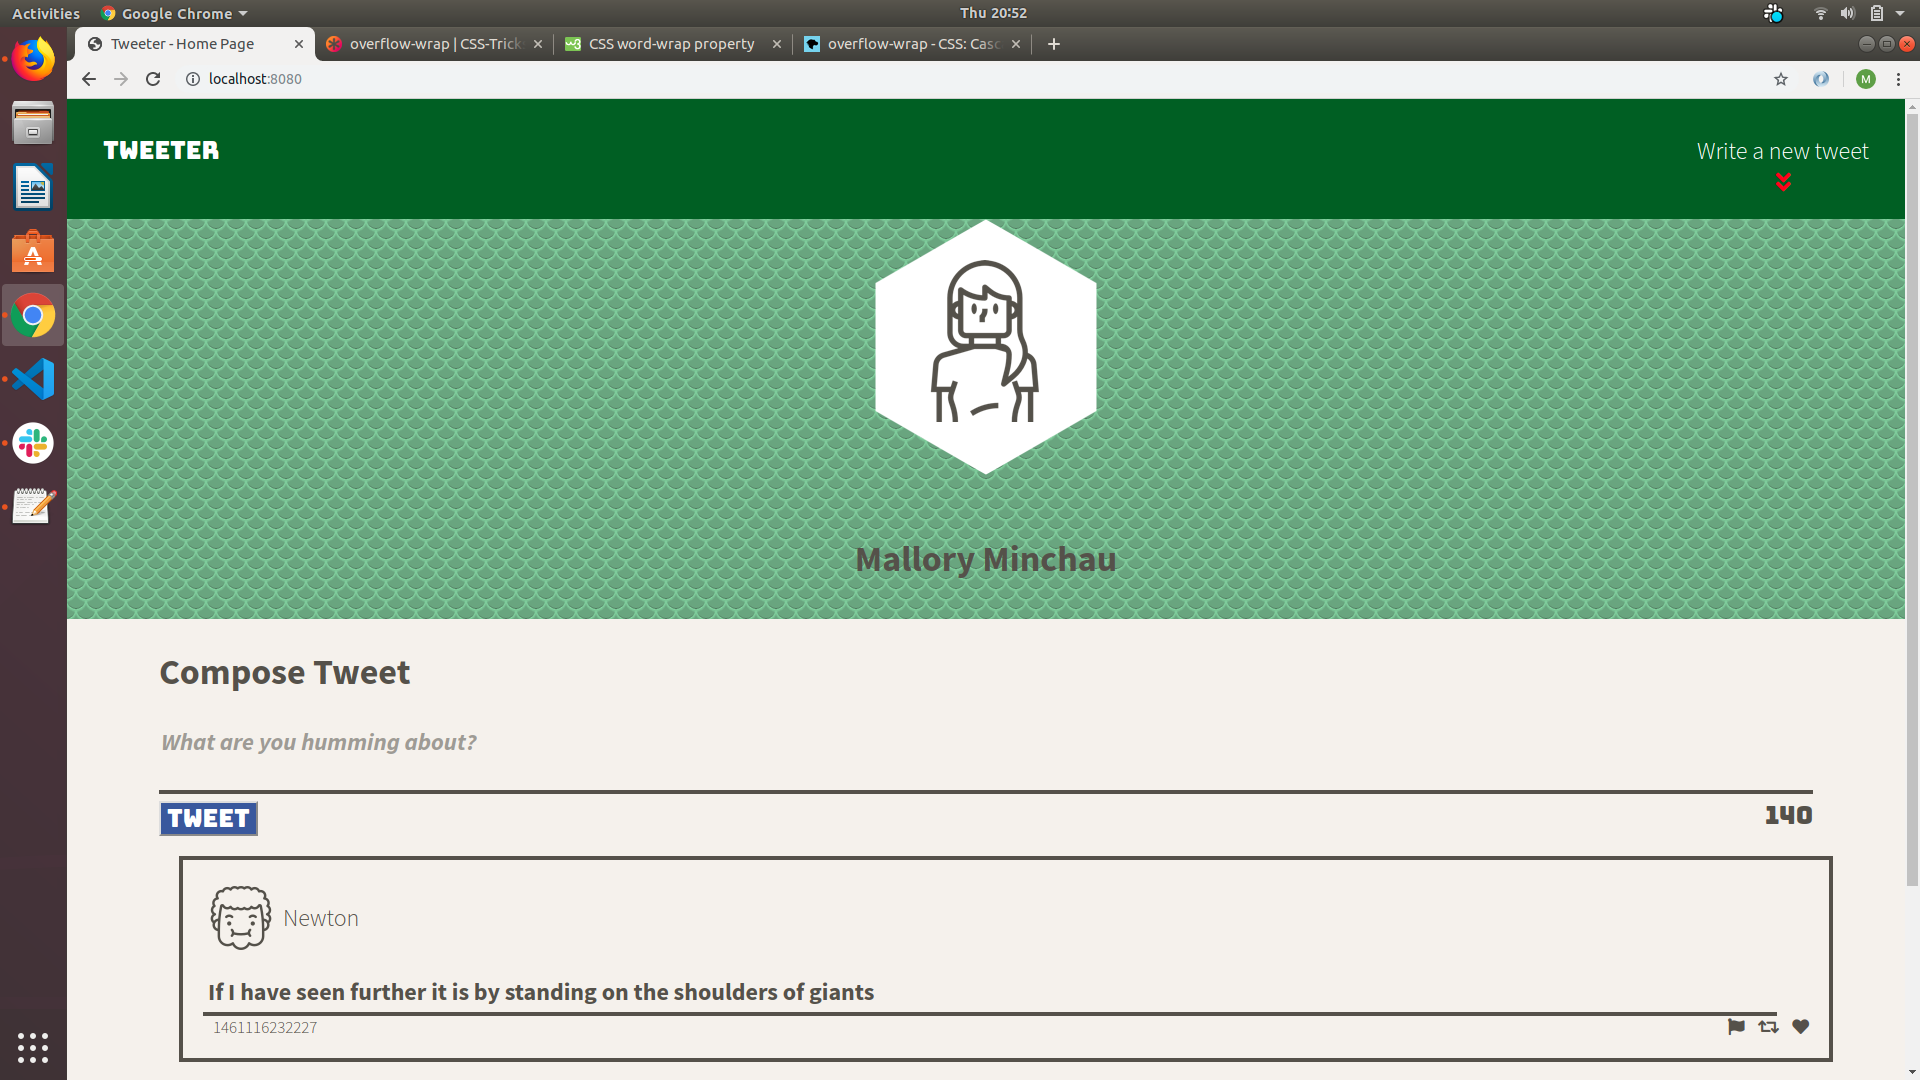 Activities Google Chrome Thu 20:52
Tweeter - Home Page overflow-wrap | CSS-Tricks CSS word-wrap property overflow-wrap - CSS: Casc
localhost:8080 M
TWEETER
Write a new tweet
Mallory Minchau
Compose Tweet
What are you humming about?
TWEET 140
Newton
If I have seen further it is by standing on the shoulders of giants
1461116232227